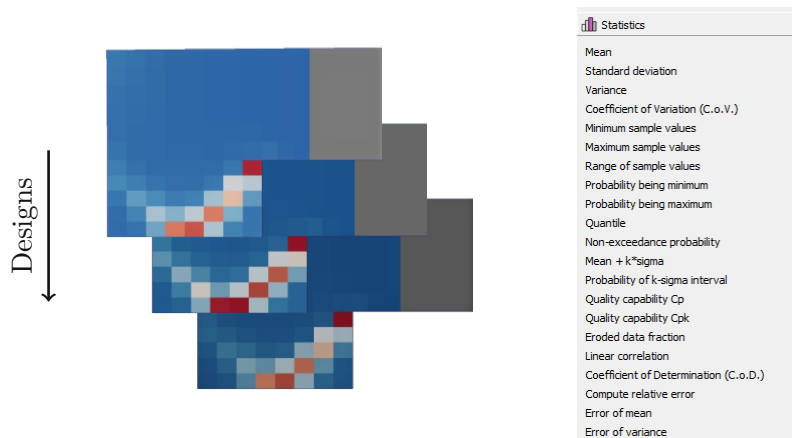 Designs
Statistics
Mean
Standard deviation
Variance
Coefficient of Variation (C.o.V.)
Minimum sample values
Maximum sample values
Range of sample values
Probability being minimum
Probability being maximum
Quantile
Non-exceedance probability
Mean + k*sigma
Probability of k-sigma interval
Quality capability Cp
Quality capability Cpk
Eroded data fraction
Linear correlation
Coefficient of Determination (C.o.D.)
Compute relative error
Error of mean
Error of variance